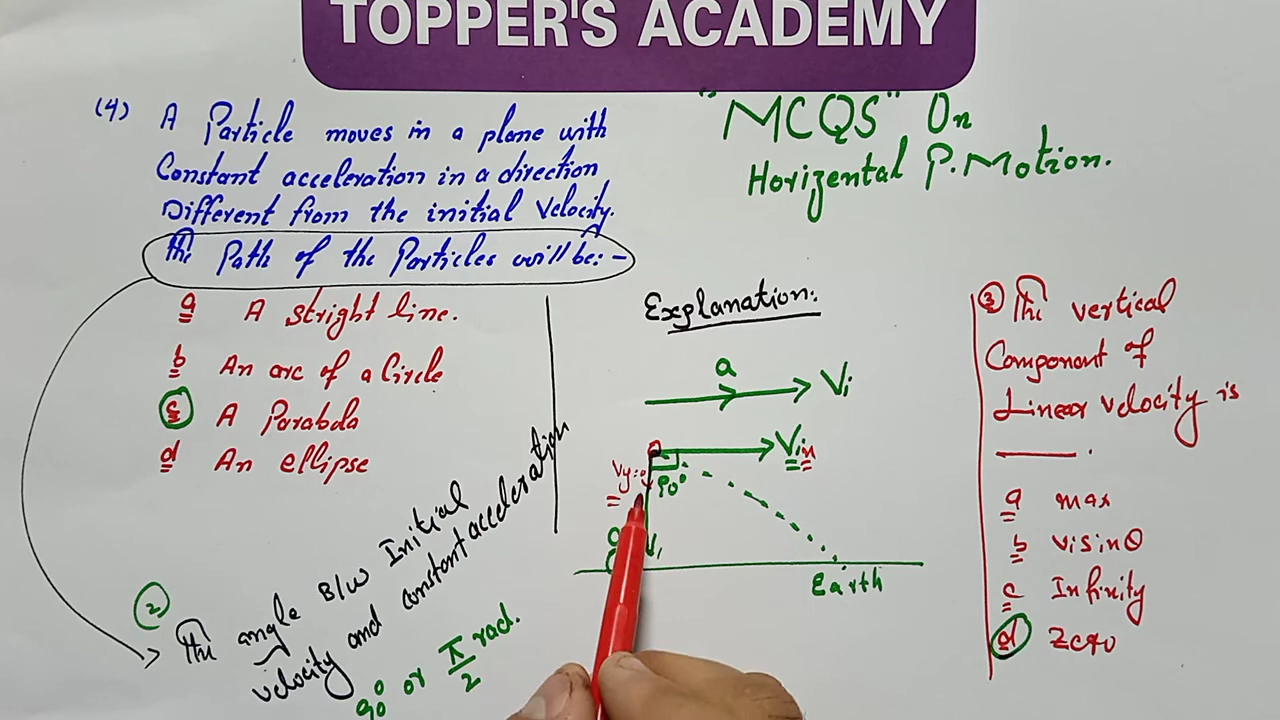 TOPPER'S ACADEMY
"MCQS" On
Horizental P.Motion.
(4) A Particle moves in a plane with
Constant acceleration in a direction
Different from the initial Velocity.
The Path of the Particles will be:-
a A stright line.
b An arc of a Circle
c A Parabola
d An ellipse
(2) The angle B/W Initial
velocity and constant acceleration
90° or π/2 rad.
Explanation:
a Vi
Vix
Vy=0
90°
Earth
(3) The vertical
Component of
Linear velocity is
a max
b Visinθ
c Infinity
d Zero